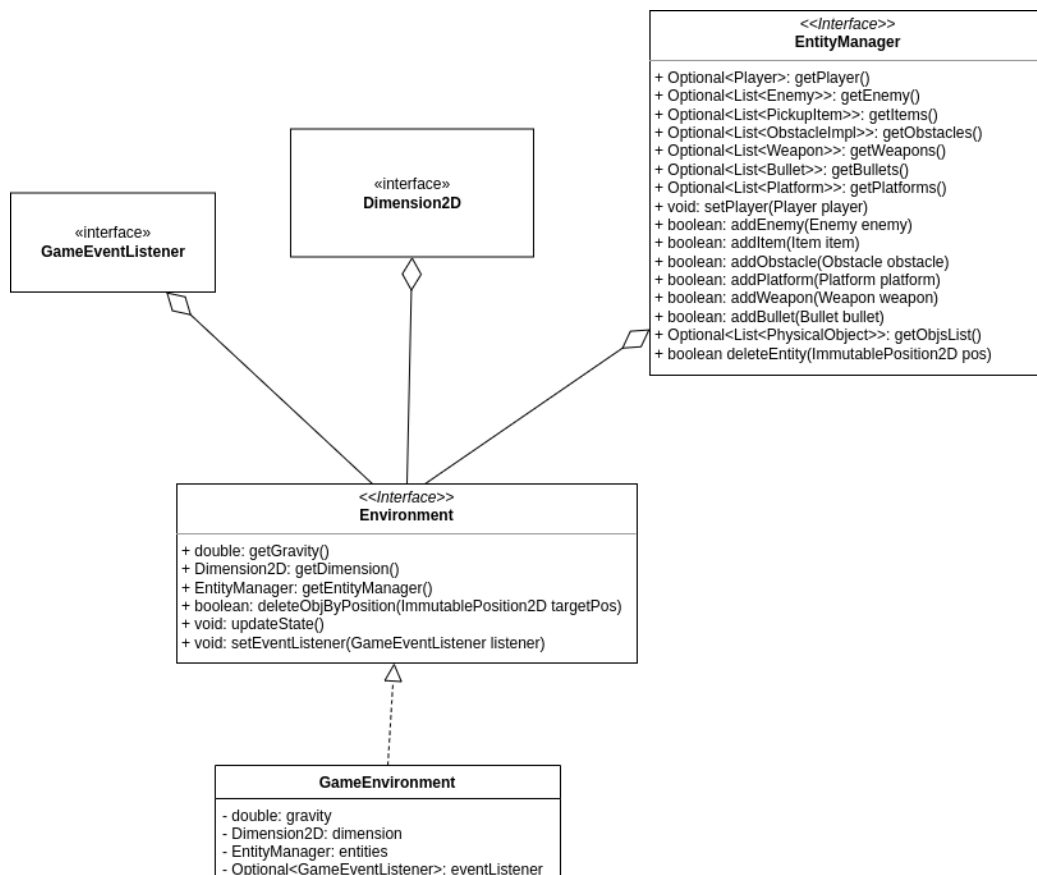 <<Interface>>
EntityManager
+ Optional<Player>: getPlayer()
+ Optional<List<Enemy>>: getEnemy()
+ Optional<List<PickupItem>>: getItems()
+ Optional<List<ObstacleImpl>>: getObstacles()
+ Optional<List<Weapon>>: getWeapons()
+ Optional<List<Bullet>>: getBullets()
+ Optional<List<Platform>>: getPlatforms()
+ void: setPlayer(Player player)
+ boolean: addEnemy(Enemy enemy)
+ boolean: addItem(Item item)
+ boolean: addObstacle(Obstacle obstacle)
+ boolean: addPlatform(Platform platform)
+ boolean: addWeapon(Weapon weapon)
+ boolean: addBullet(Bullet bullet)
+ Optional<List<PhysicalObject>>: getObjsList()
+ boolean deleteEntity(ImmutablePosition2D pos)
«interface»
Dimension2D
«interface»
GameEventListener
<<Interface>>
Environment
+ double: getGravity()
+ Dimension2D: getDimension()
+ EntityManager: getEntityManager()
+ boolean: deleteObjByPosition(ImmutablePosition2D targetPos)
+ void: updateState()
+ void: setEventListener(GameEventListener listener)
GameEnvironment
- double: gravity
- Dimension2D: dimension
- EntityManager: entities
- Optional<GameEventListener>: eventListener